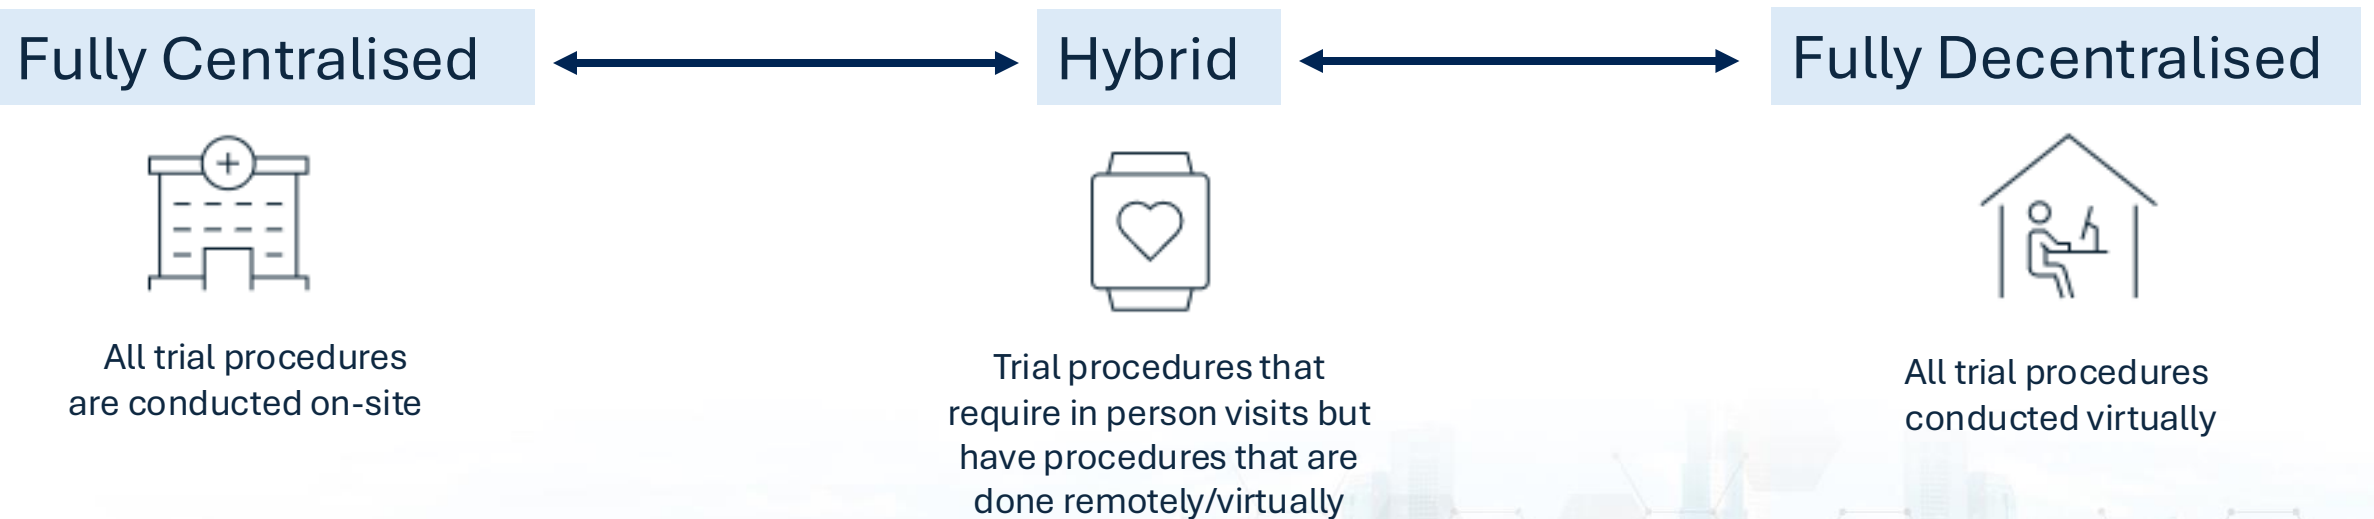 Fully Centralised
Hybrid
Fully Decentralised
All trial procedures
are conducted on-site
Trial procedures that
require in person visits but
have procedures that are
done remotely/virtually
All trial procedures
conducted virtually